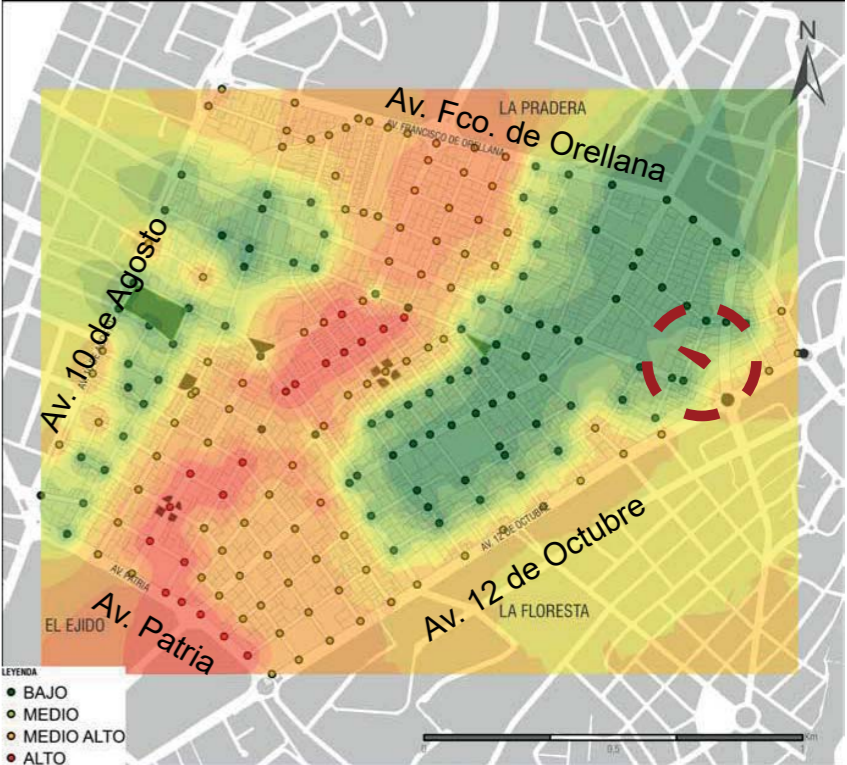 N
LA PRADERA
Av. Fco. de Orellana
AV. FRANCISCO DE ORELLANA
Av. 10 de Agosto
AV. 12 DE OCTUBRE
Av. 12 de Octubre
AV. PATRIA
Av. Patria
EL EJIDO
LA FLORESTA
LEYENDA
BAJO
MEDIO
MEDIO ALTO
ALTO
0 0.5 1 Km